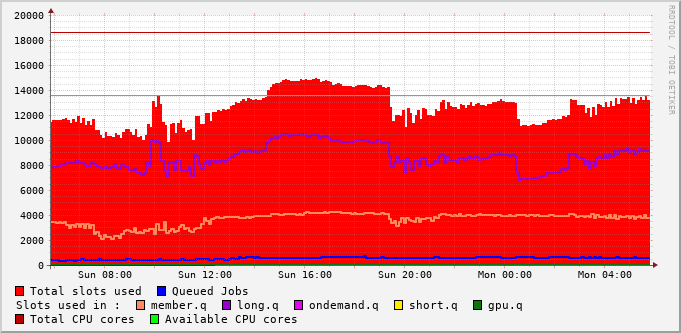 20000
18000
16000
14000
12000
10000
8000
6000
4000
2000
0
Sun 08:00 Sun 12:00 Sun 16:00 Sun 20:00 Mon 00:00 Mon 04:00
RRDTOOL / TOBI OETIKER
Total slots used Queued Jobs
Slots used in : member.q long.q ondemand.q short.q gpu.q
Total CPU cores Available CPU cores